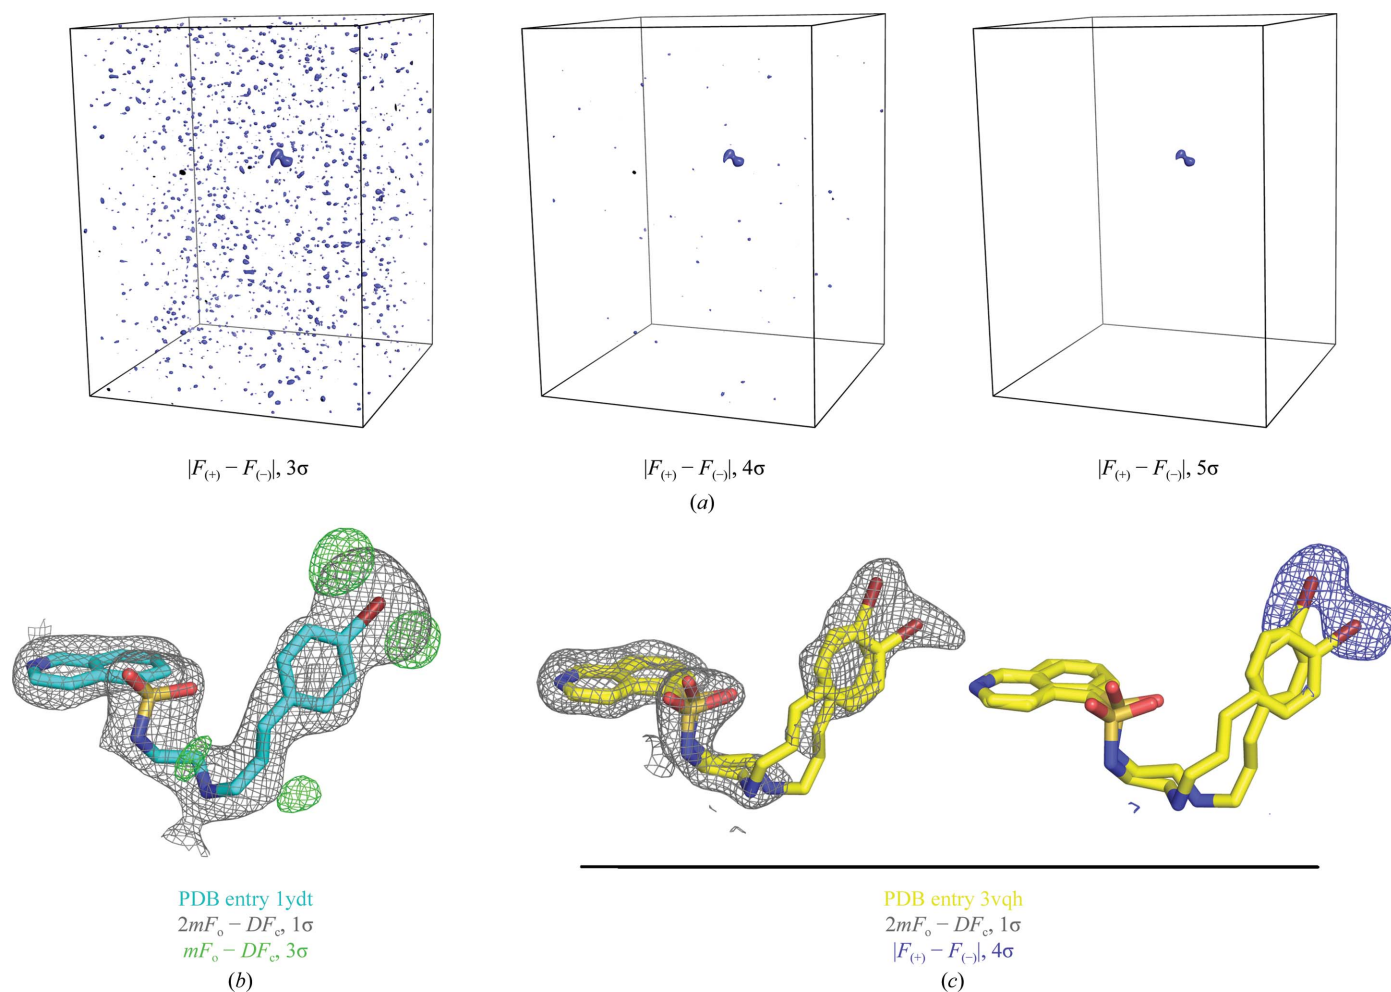 |F(+) − F(−)|, 3σ
|F(+) − F(−)|, 4σ
|F(+) − F(−)|, 5σ
(a)
PDB entry 1ydt
2mFo − DFc, 1σ
mFo − DFc, 3σ
(b)
PDB entry 3vqh
2mFo − DFc, 1σ
|F(+) − F(−)|, 4σ
(c)